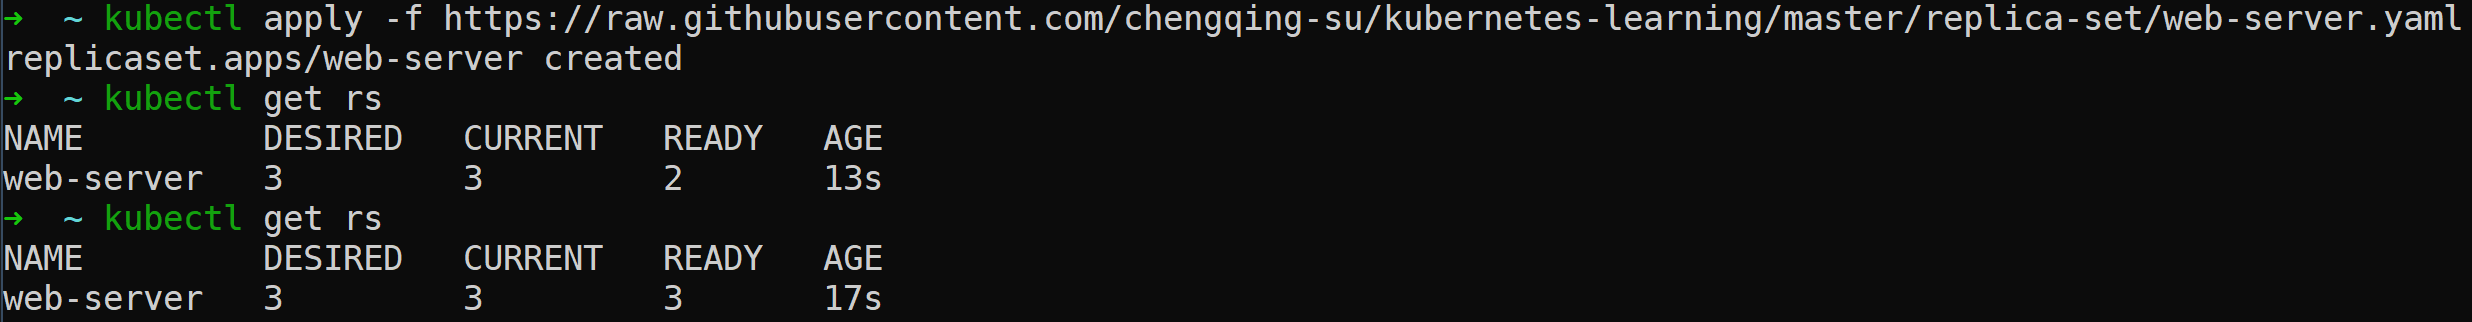 ➜  ~ kubectl apply -f https://raw.githubusercontent.com/chengqing-su/kubernetes-learning/master/replica-set/web-server.yaml
replicaset.apps/web-server created
➜  ~ kubectl get rs
NAME         DESIRED   CURRENT   READY   AGE
web-server   3         3         2       13s
➜  ~ kubectl get rs
NAME         DESIRED   CURRENT   READY   AGE
web-server   3         3         3       17s